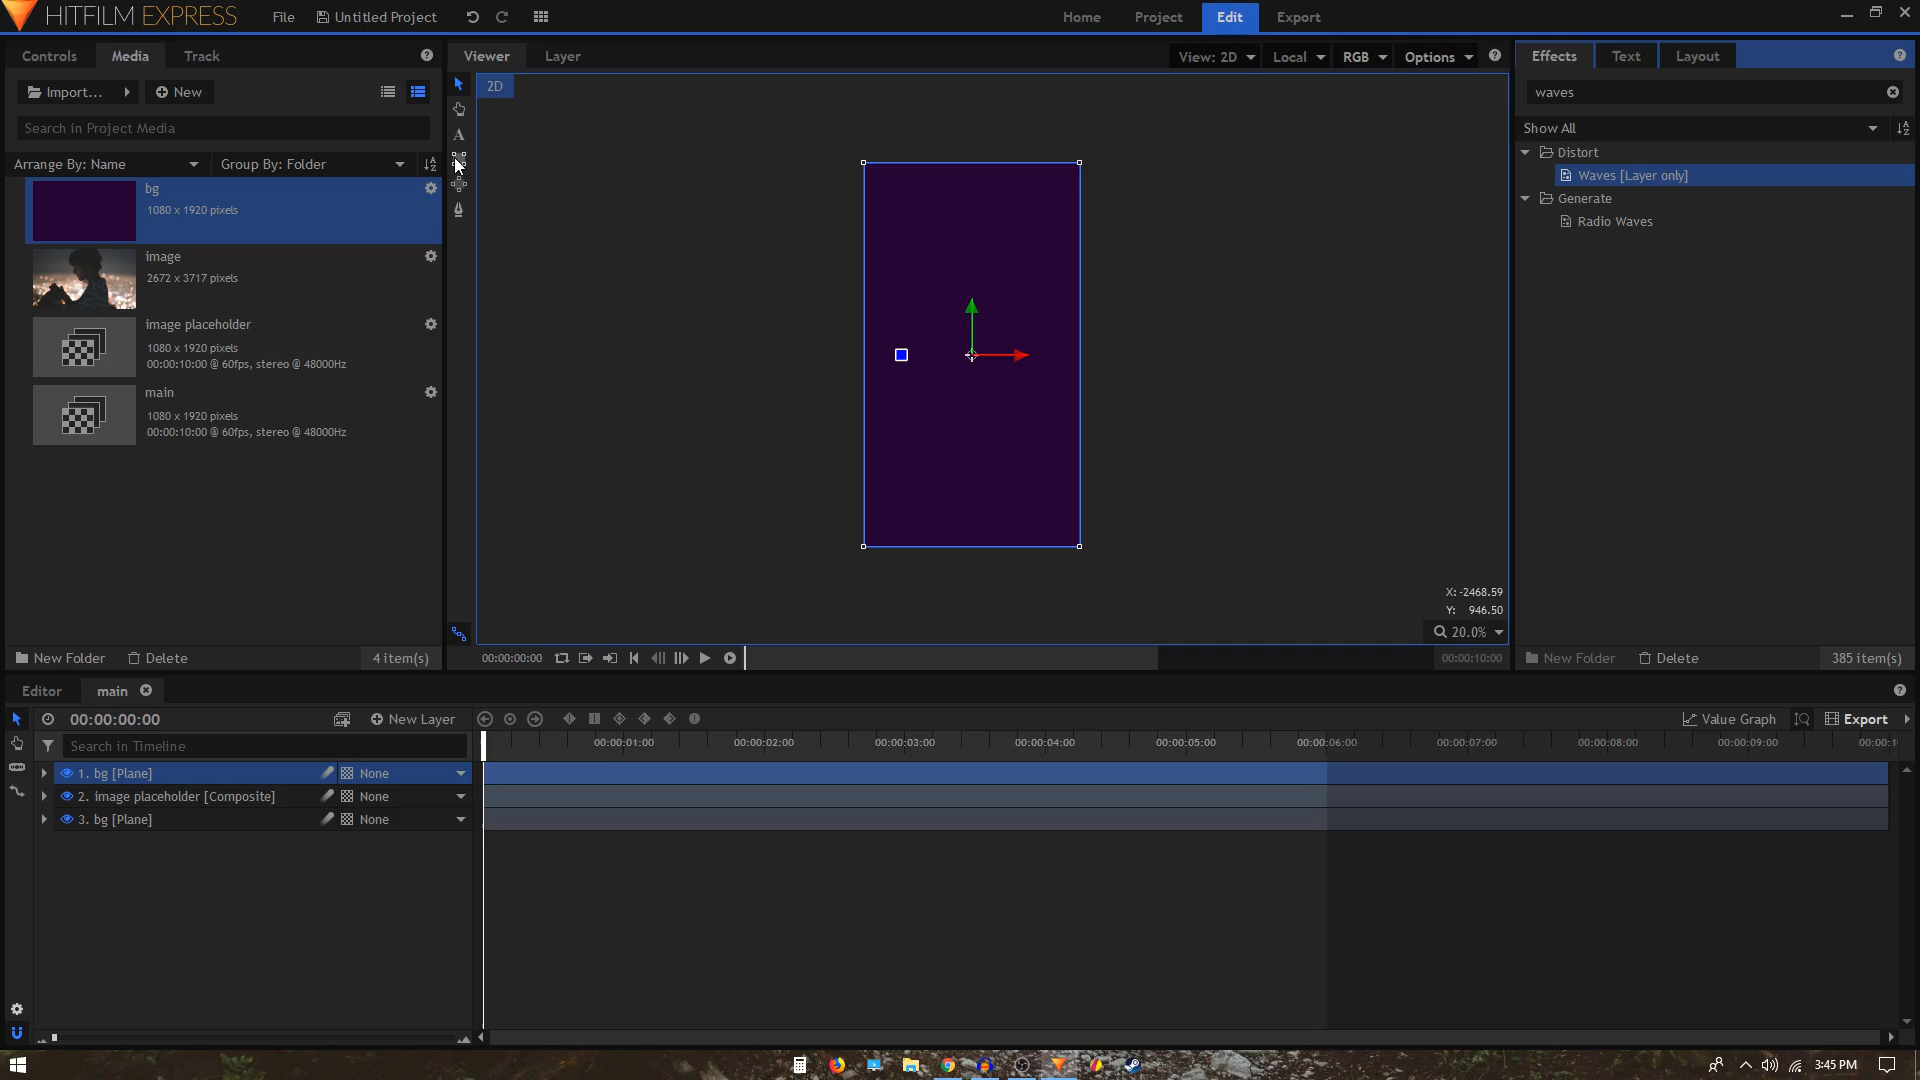 HITFILM EXPRESS
File
Untitled Project
Home
Project
Edit
Export
Controls
Media
Track
Viewer
Layer
View: 2D
Local
RGB
Options
Effects
Text
Layout
Import...
New
Search in Project Media
Arrange By: Name
Group By: Folder
bg
1080 x 1920 pixels
image
2672 x 3717 pixels
image placeholder
1080 x 1920 pixels
00:00:10:00 @ 60fps, stereo @ 48000Hz
main
1080 x 1920 pixels
00:00:10:00 @ 60fps, stereo @ 48000Hz
New Folder
Delete
4 item(s)
2D
A
X: -2468.59
Y: 946.50
20.0%
00:00:00:00
00:00:10:00
waves
Show All
Distort
Waves [Layer only]
Generate
Radio Waves
New Folder
Delete
385 item(s)
Editor
main
00:00:00:00
New Layer
Value Graph
Export
Search in Timeline
00:00:01:00
00:00:02:00
00:00:03:00
00:00:04:00
00:00:05:00
00:00:06:00
00:00:07:00
00:00:08:00
00:00:09:00
00:00:1
1. bg [Plane]
None
2. image placeholder [Composite]
None
3. bg [Plane]
None
3:45 PM